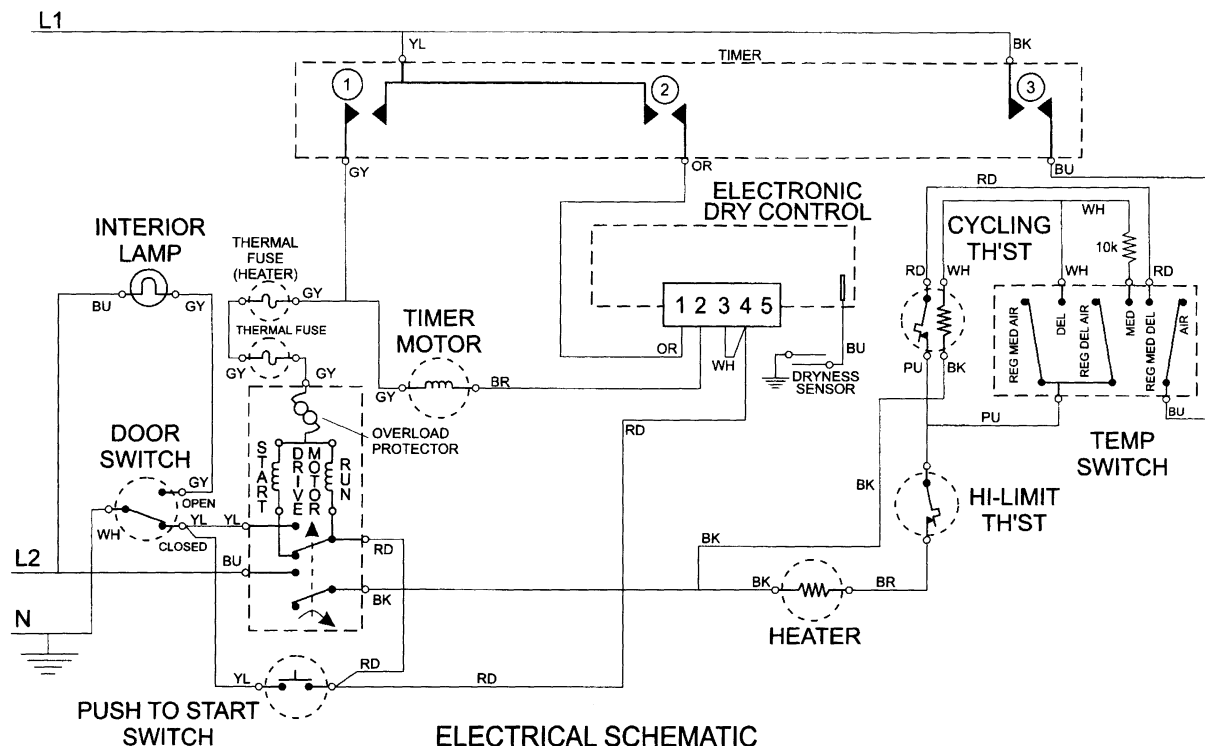 L1
YL
BK
TIMER
1
2
3
GY
OR
BU
ELECTRONIC
DRY CONTROL
RD
WH
10k
CYCLING
TH'ST
INTERIOR
LAMP
BU
GY
THERMAL
FUSE
(HEATER)
GY
THERMAL FUSE
GY
GY
TIMER
MOTOR
GY
BR
1 2 3 4 5
OR
WH
BU
DRYNESS
SENSOR
RD
RD
WH
PU
BK
WH
RD
REG MED AIR
DEL
REG DEL AIR
MED
REG MED DEL
AIR
PU
BU
TEMP
SWITCH
OVERLOAD
PROTECTOR
START
DRIVE
MOTOR
RUN
DOOR
SWITCH
GY
OPEN
YL
YL
CLOSED
WH
L2
BU
RD
BK
BK
BK
HI-LIMIT
TH'ST
BK
BR
HEATER
N
YL
RD
RD
PUSH TO START
SWITCH
ELECTRICAL SCHEMATIC